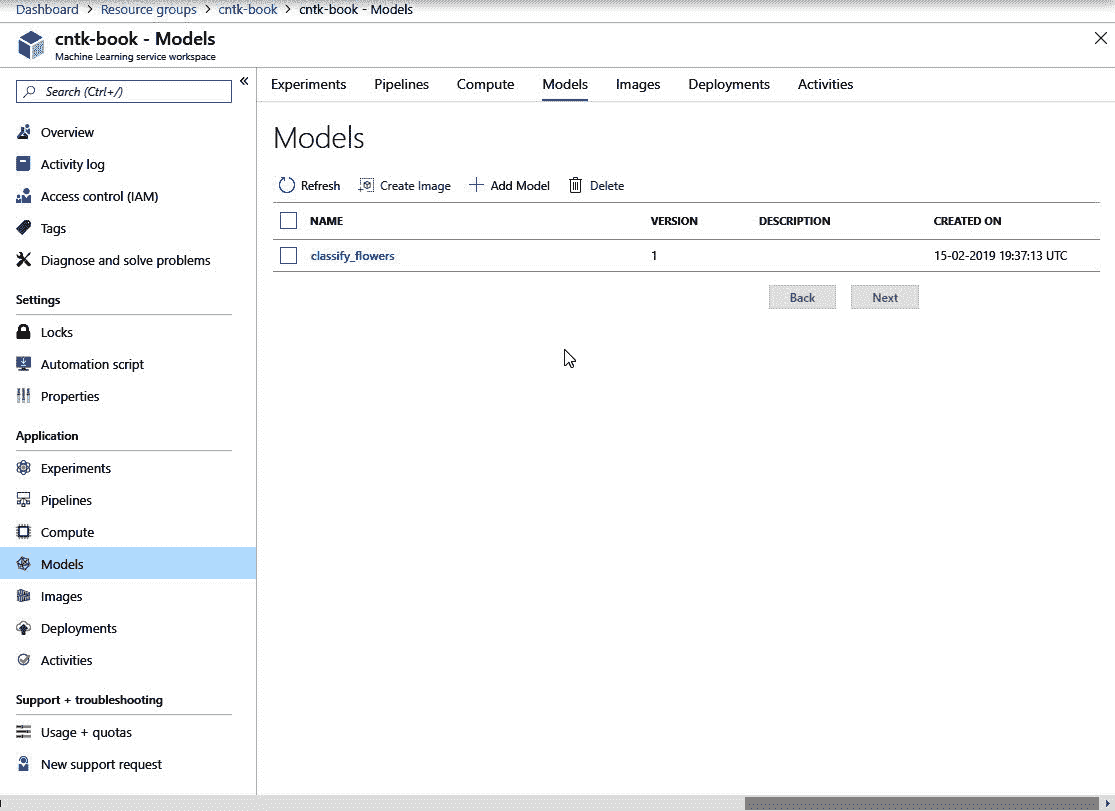 Dashboard > Resource groups > cntk-book > cntk-book - Models
cntk-book - Models
Machine Learning service workspace
Search (Ctrl+/)
Overview
Activity log
Access control (IAM)
Tags
Diagnose and solve problems
Settings
Locks
Automation script
Properties
Application
Experiments
Pipelines
Compute
Models
Images
Deployments
Activities
Support + troubleshooting
Usage + quotas
New support request
Experiments Pipelines Compute Models Images Deployments Activities
Models
Refresh Create Image Add Model Delete
NAME VERSION DESCRIPTION CREATED ON
classify_flowers 1 15-02-2019 19:37:13 UTC
Back Next